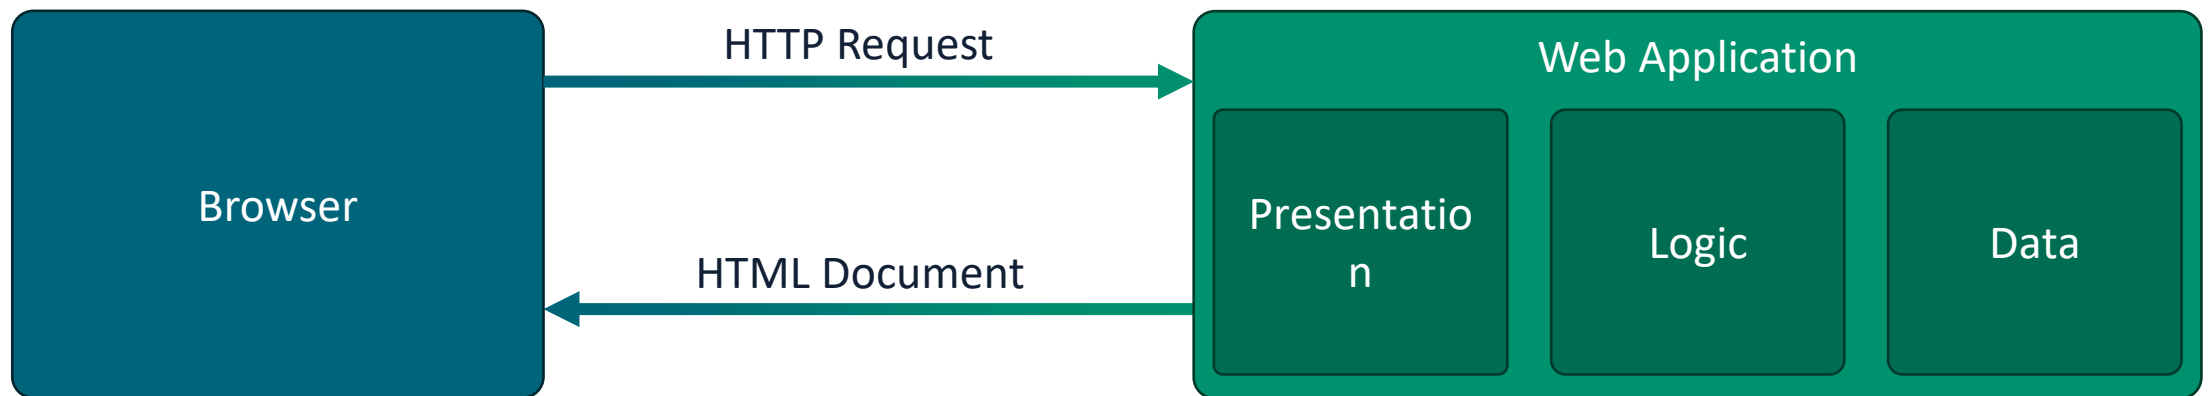 Browser
HTTP Request
HTML Document
Web Application
Presentatio
n
Logic
Data